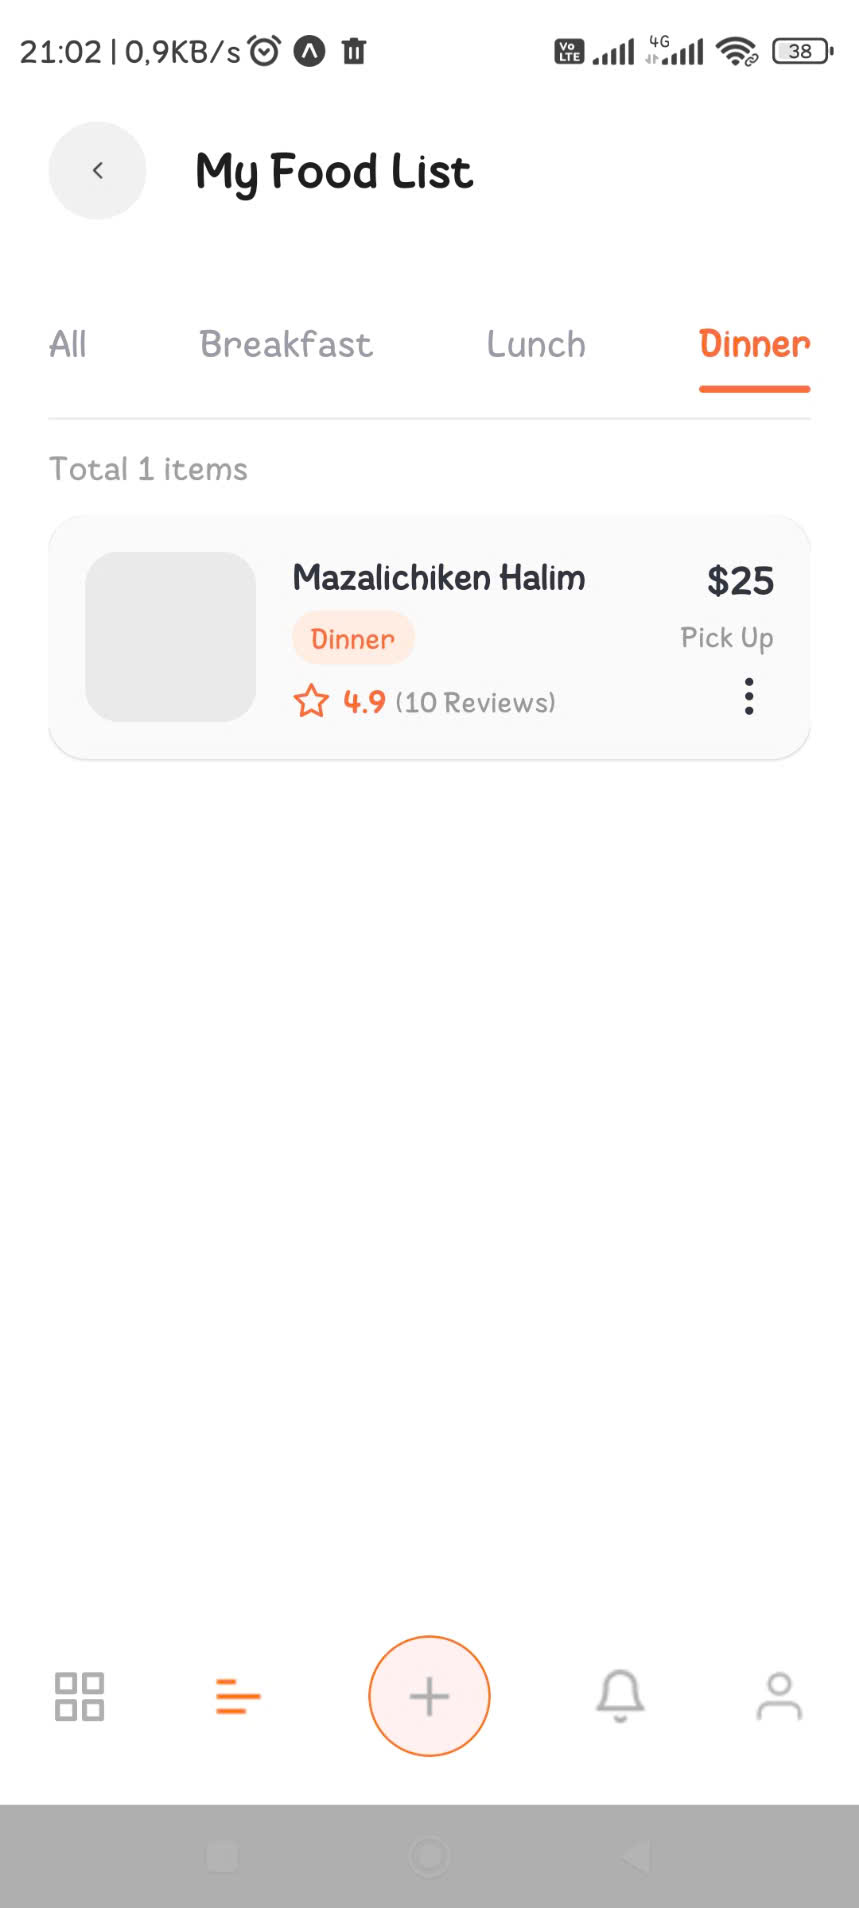 21:02 | 0,9KB/s
Vo LTE 4G 38
My Food List
All Breakfast Lunch Dinner
Total 1 items
Mazalichiken Halim $25
Dinner Pick Up
4.9 (10 Reviews)